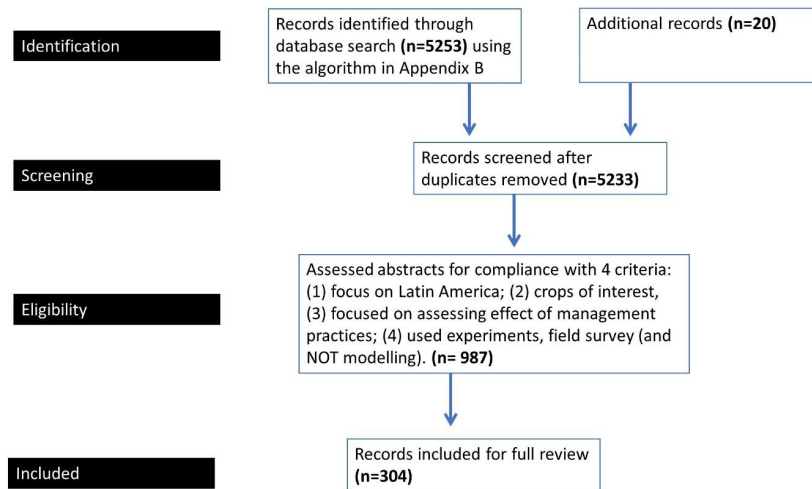 Identification
Records identified through
database search (n=5253) using
the algorithm in Appendix B
Additional records (n=20)
Screening
Records screened after
duplicates removed (n=5233)
Eligibility
Assessed abstracts for compliance with 4 criteria:
(1) focus on Latin America; (2) crops of interest,
(3) focused on assessing effect of management
practices; (4) used experiments, field survey (and
NOT modelling). (n= 987)
Included
Records included for full review
(n=304)